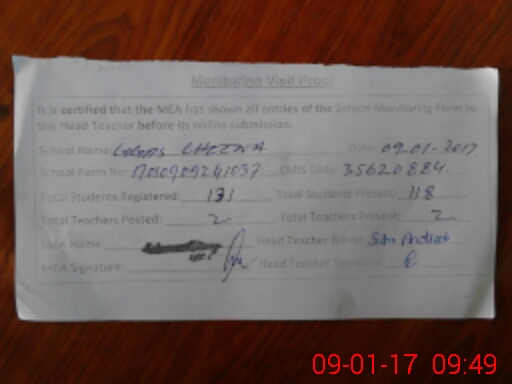 Monitoring Visit Proof
It is certified that the MEA has shown all entries of the School Monitoring Form to
the Head Teacher before its online submission.
School Name: CHEENA Date: 09-01-2017
School Form No: EMIS Code: 35620884
Total Students Registered: 131 Total Students Present: 118
Total Teachers Posted: 2 Total Teachers Present: 2
MEA Name: Head Teacher Name:
MEA Signature: Head Teacher Signature:
09-01-17 09:49